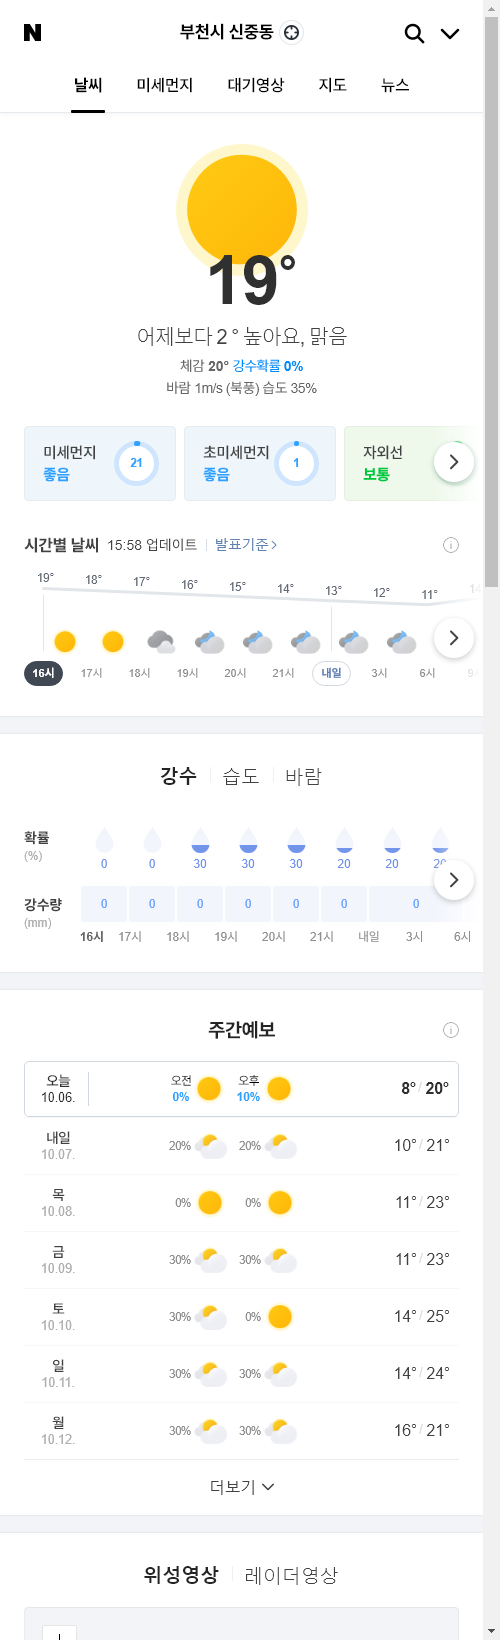 N 부천시 신중동
날씨 미세먼지 대기영상 지도 뉴스
19°
어제보다 2 ° 높아요, 맑음
체감 20° 강수확률 0%
바람 1m/s (북풍) 습도 35%
미세먼지 21 초미세먼지 1 자외선
좋음 좋음 보통
시간별 날씨 15:58 업데이트 발표기준
19° 18° 17° 16° 15° 14° 13° 12° 11°
16시 17시 18시 19시 20시 21시 내일 3시 6시
강수 습도 바람
확률
(%)
0 0 30 30 30 20 20
강수량
(mm)
0 0 0 0 0 0 0
16시 17시 18시 19시 20시 21시 내일 3시 6시
주간예보
오늘 오전 오후 8° / 20°
10.06. 0% 10%
내일 20% 20% 10° / 21°
10.07.
목 0% 0% 11° / 23°
10.08.
금 30% 30% 11° / 23°
10.09.
토 30% 0% 14° / 25°
10.10.
일 30% 30% 14° / 24°
10.11.
월 30% 30% 16° / 21°
10.12.
더보기
위성영상 레이더영상